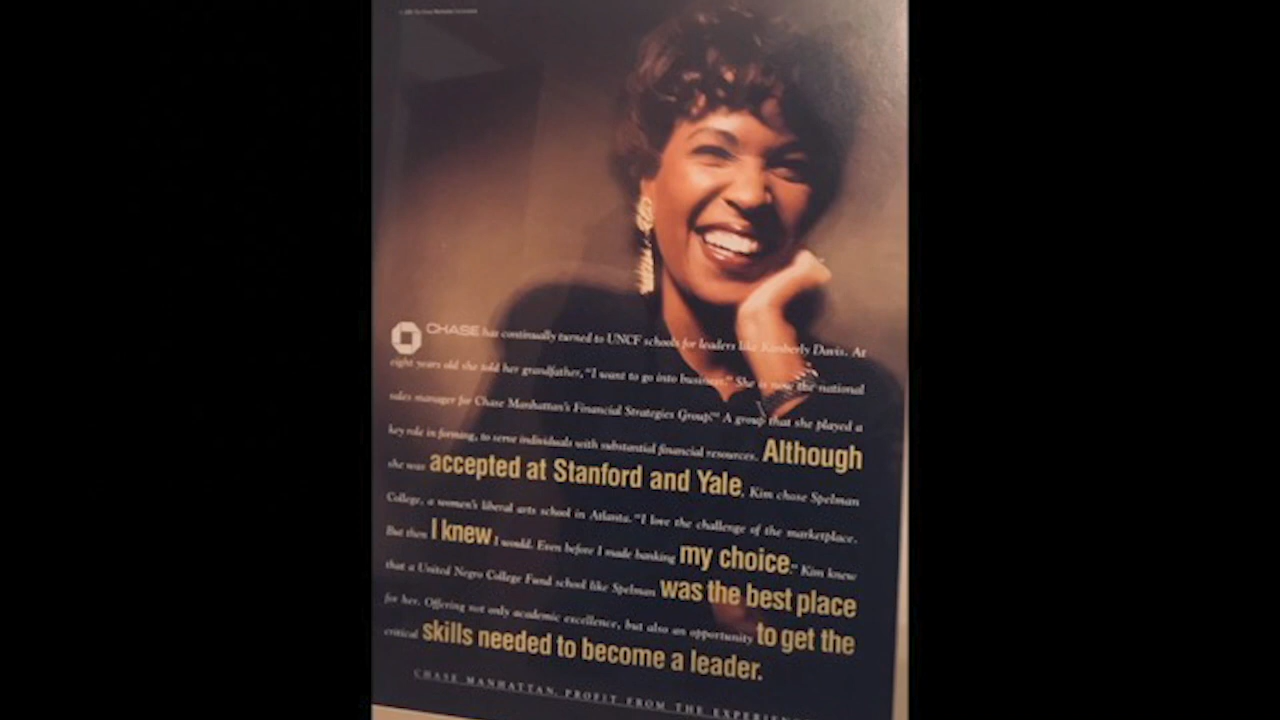 CHASE has continually turned to UNCF schools for leaders like Kimberly Davis. At
eight years old she told her grandfather, "I want to go into business." She is now the national
sales manager for Chase Manhattan's Financial Strategies Group.℠ A group that she played a
key role in forming, to serve individuals with substantial financial resources. Although
she was accepted at Stanford and Yale, Kim chose Spelman
College, a women's liberal arts school in Atlanta. "I love the challenge of the marketplace.
But then I knew I would. Even before I made banking my choice." Kim knew
that a United Negro College Fund school like Spelman was the best place
for her. Offering not only academic excellence, but also an opportunity to get the
critical skills needed to become a leader.
CHASE MANHATTAN. PROFIT FROM THE